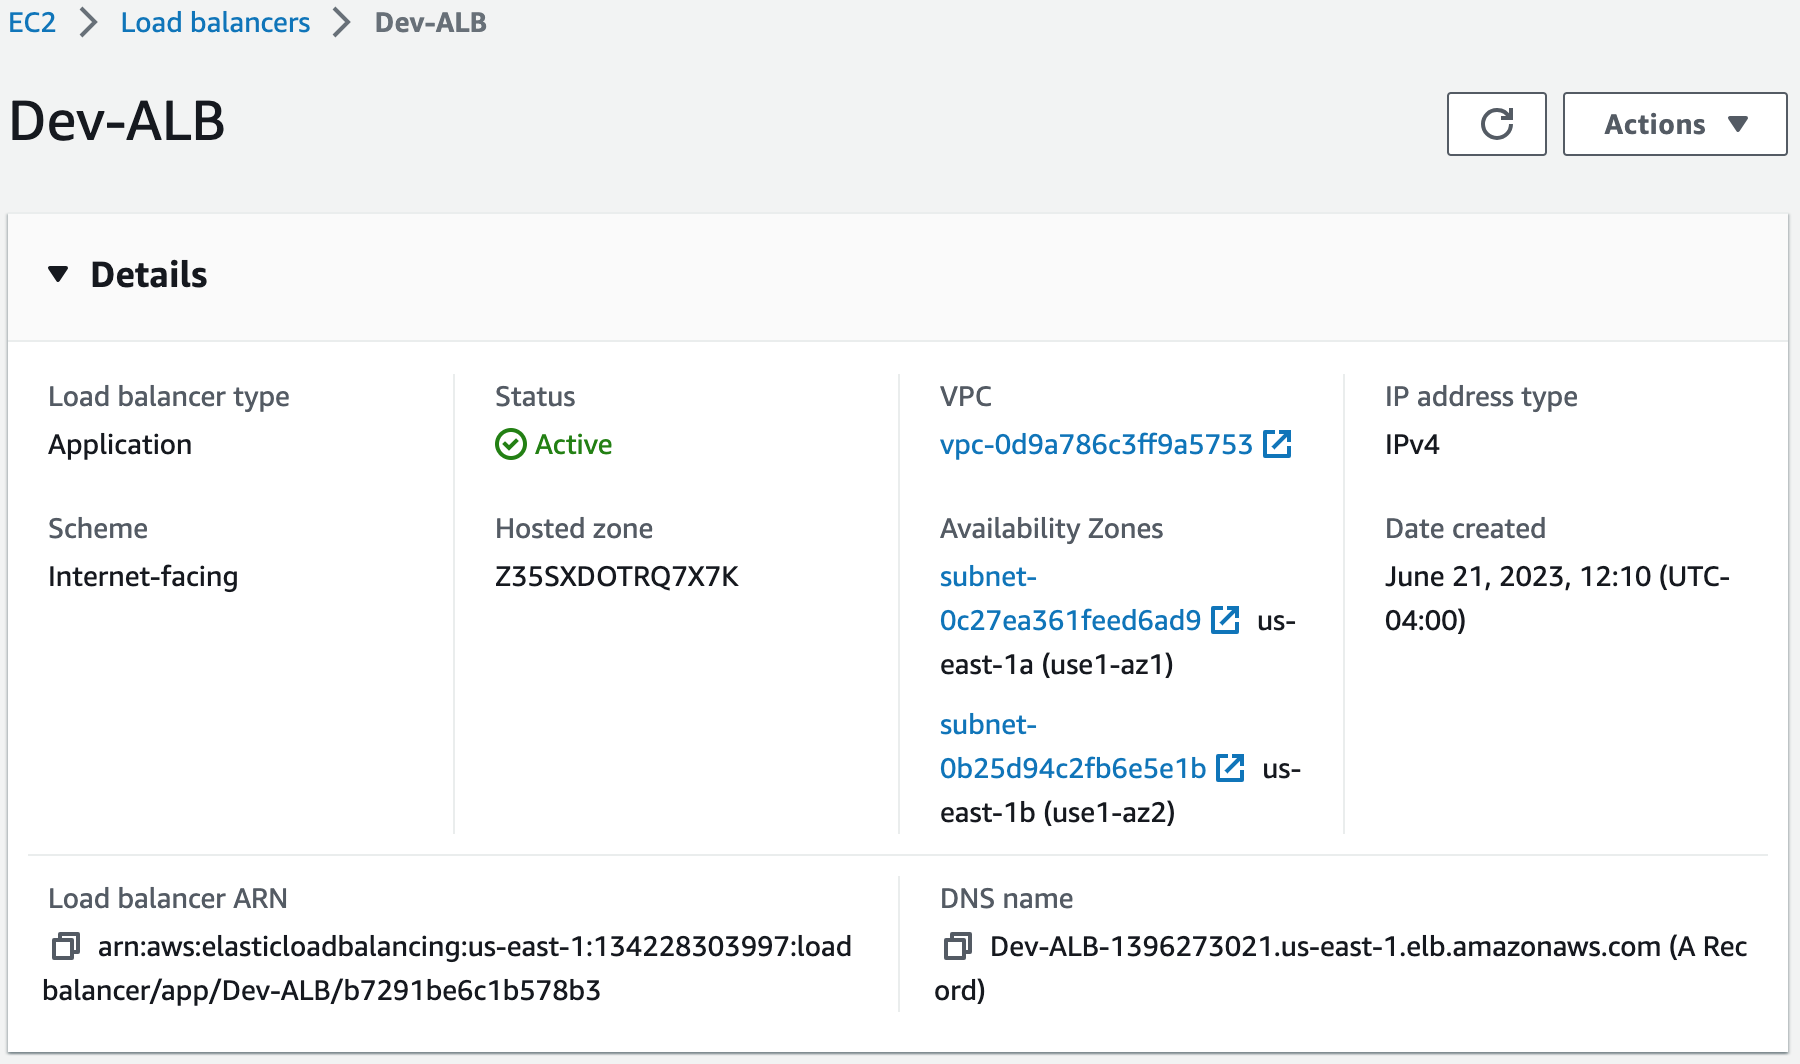 EC2 > Load balancers > Dev-ALB
Dev-ALB
Actions
Details
Load balancer type
Application
Scheme
Internet-facing
Status
Active
Hosted zone
Z35SXDOTRQ7X7K
VPC
vpc-0d9a786c3ff9a5753
Availability Zones
subnet-
0c27ea361feed6ad9 us-
east-1a (use1-az1)
subnet-
0b25d94c2fb6e5e1b us-
east-1b (use1-az2)
IP address type
IPv4
Date created
June 21, 2023, 12:10 (UTC-
04:00)
Load balancer ARN
arn:aws:elasticloadbalancing:us-east-1:134228303997:load
balancer/app/Dev-ALB/b7291be6c1b578b3
DNS name
Dev-ALB-1396273021.us-east-1.elb.amazonaws.com (A Rec
ord)